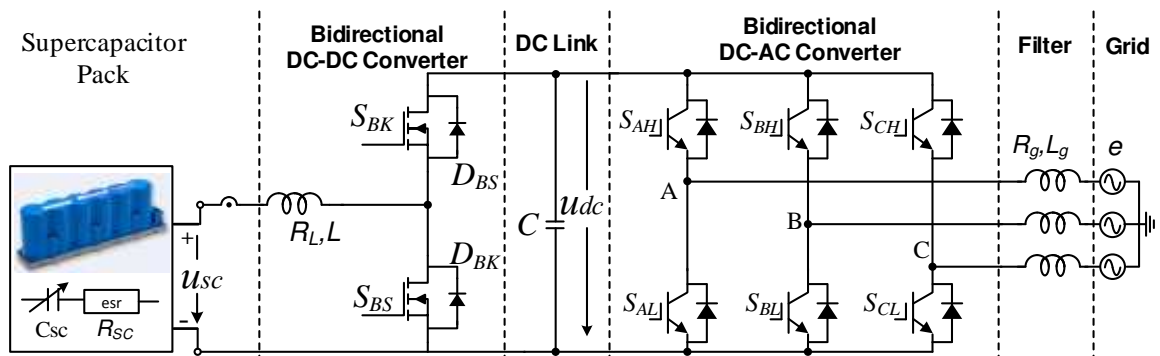 Supercapacitor
Pack
Bidirectional
DC-DC Converter
DC Link
Bidirectional
DC-AC Converter
Filter
Grid
S_BK
D_BS
R_L,L
D_BK
S_BS
C
u_dc
S_AH
S_BH
S_CH
A
B
C
S_AL
S_BL
S_CL
R_g,L_g
e
+
u_sc
-
esr
Csc
R_SC